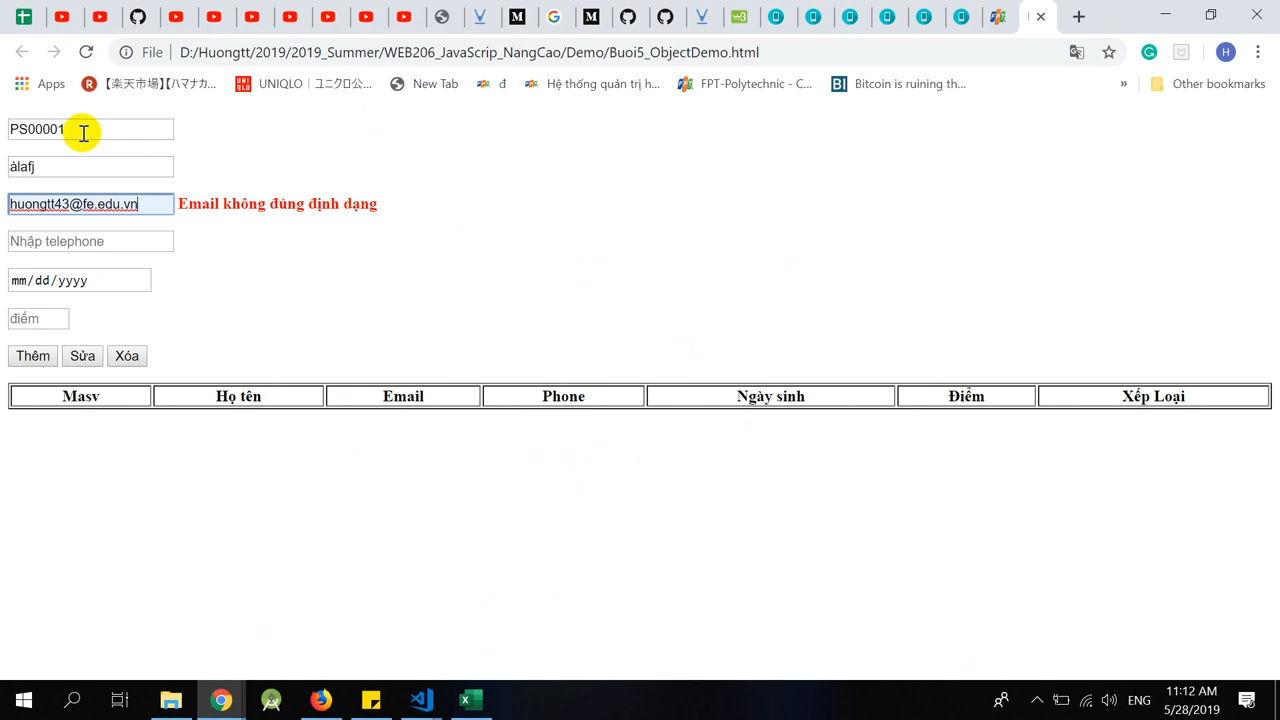 File D:/Huongtt/2019/2019_Summer/WEB206_JavaScrip_NangCao/Demo/Buoi5_ObjectDemo.html
Apps 【楽天市場】【ハマナカ... UNIQLO｜ユニクロ公... New Tab đ Hệ thống quản trị h... FPT-Polytechnic - C... Bitcoin is ruining th... » Other bookmarks
PS00001
àlafj
huongtt43@fe.edu.vn Email không đúng định dạng
Nhập telephone
mm/dd/yyyy
điểm
Thêm Sửa Xóa
Masv Họ tên Email Phone Ngày sinh Điểm Xếp Loại
ENG 11:12 AM
5/28/2019